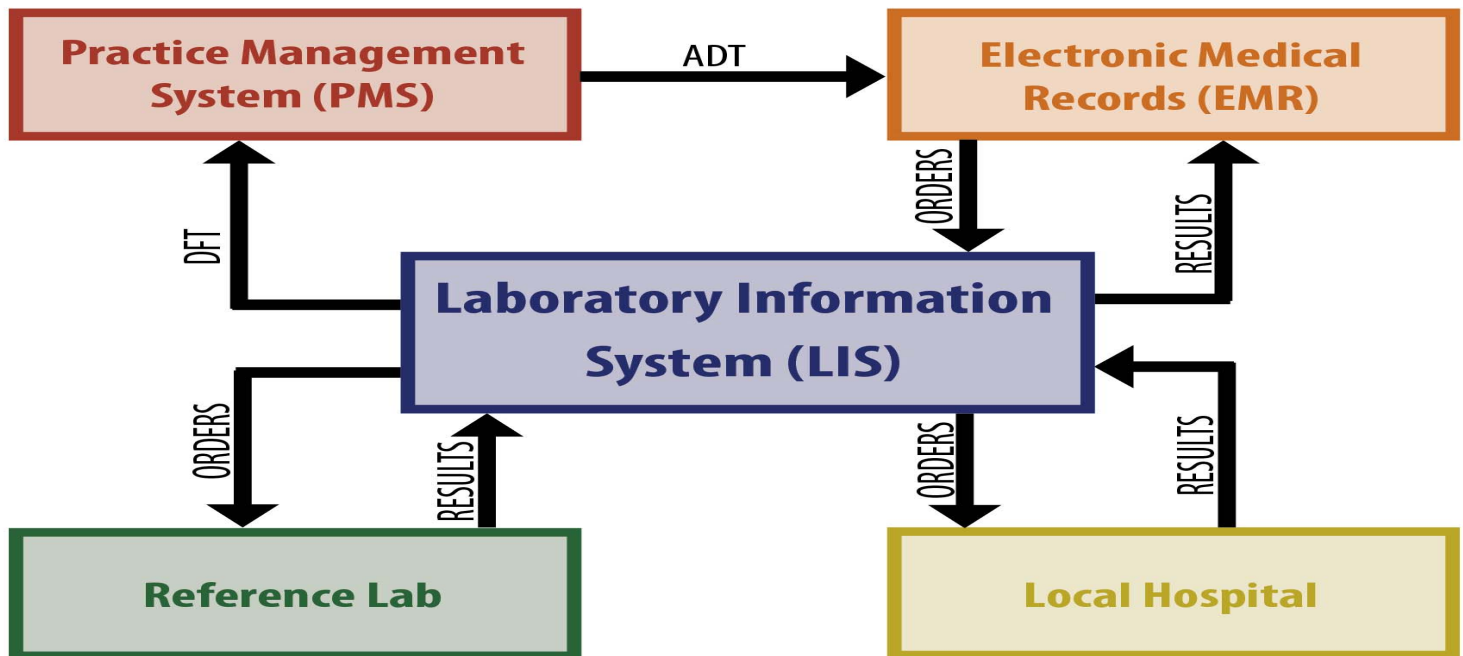 Practice Management
System (PMS)
ADT
Electronic Medical
Records (EMR)
DFT
ORDERS
RESULTS
Laboratory Information
System (LIS)
ORDERS
RESULTS
ORDERS
RESULTS
Reference Lab
Local Hospital